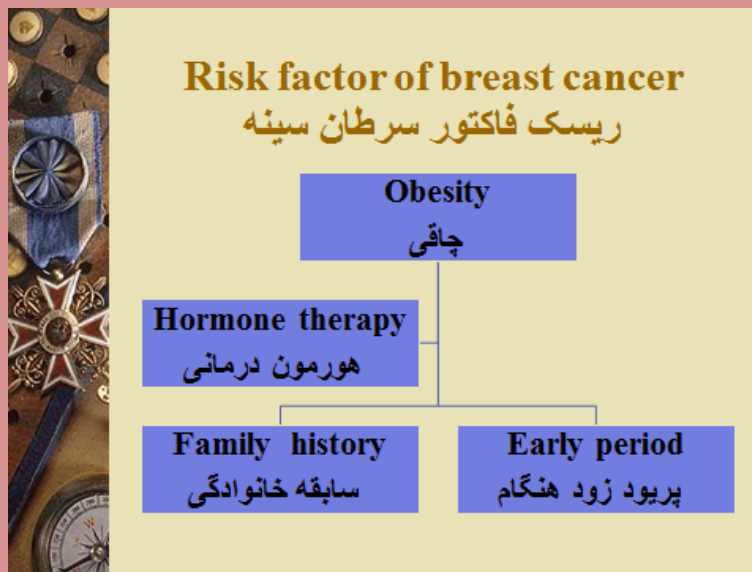 Risk factor of breast cancer
ریسک فاکتور سرطان سینه
Obesity
چاقی
Hormone therapy
هورمون درمانی
Family history
سابقه خانوادگی
Early period
پریود زود هنگام